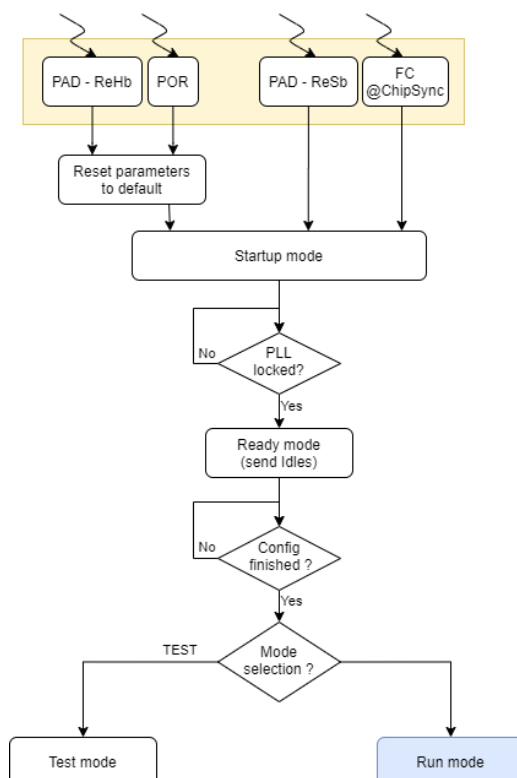 PAD - ReHb
POR
PAD - ReSb
FC
@ChipSync
Reset parameters
to default
Startup mode
No
PLL
locked?
Yes
Ready mode
(send Idles)
No
Config
finished ?
Yes
TEST
Mode
selection ?
Test mode
Run mode